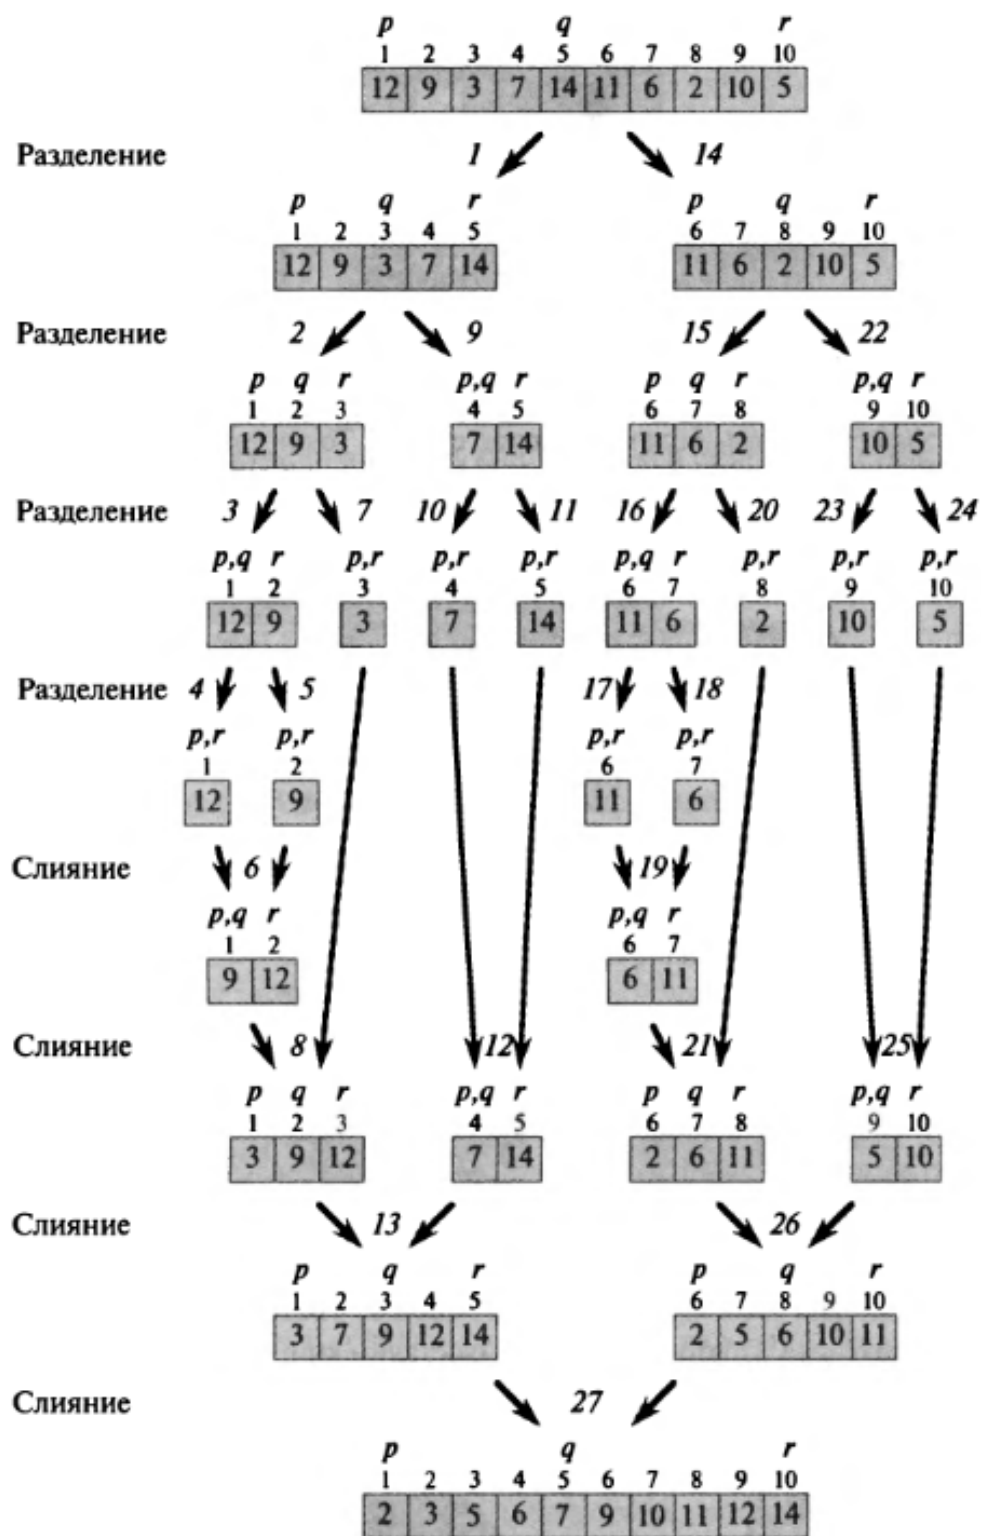 p q r
1 2 3 4 5 6 7 8 9 10
12 9 3 7 14 11 6 2 10 5
Разделение 1 14
p q r p q r
1 2 3 4 5 6 7 8 9 10
12 9 3 7 14 11 6 2 10 5
Разделение 2 9 15 22
p q r p,q r p q r p,q r
1 2 3 4 5 6 7 8 9 10
12 9 3 7 14 11 6 2 10 5
Разделение 3 7 10 11 16 20 23 24
p,q r p,r p,r p,r p,q r p,r p,r p,r
1 2 3 4 5 6 7 8 9 10
12 9 3 7 14 11 6 2 10 5
Разделение 4 5 17 18
p,r p,r p,r p,r
1 2 6 7
12 9 11 6
Слияние 6 19
p,q r p,q r
1 2 6 7
9 12 6 11
Слияние 8 12 21 25
p q r p,q r p q r p,q r
1 2 3 4 5 6 7 8 9 10
3 9 12 7 14 2 6 11 5 10
Слияние 13 26
p q r p q r
1 2 3 4 5 6 7 8 9 10
3 7 9 12 14 2 5 6 10 11
Слияние 27
p q r
1 2 3 4 5 6 7 8 9 10
2 3 5 6 7 9 10 11 12 14